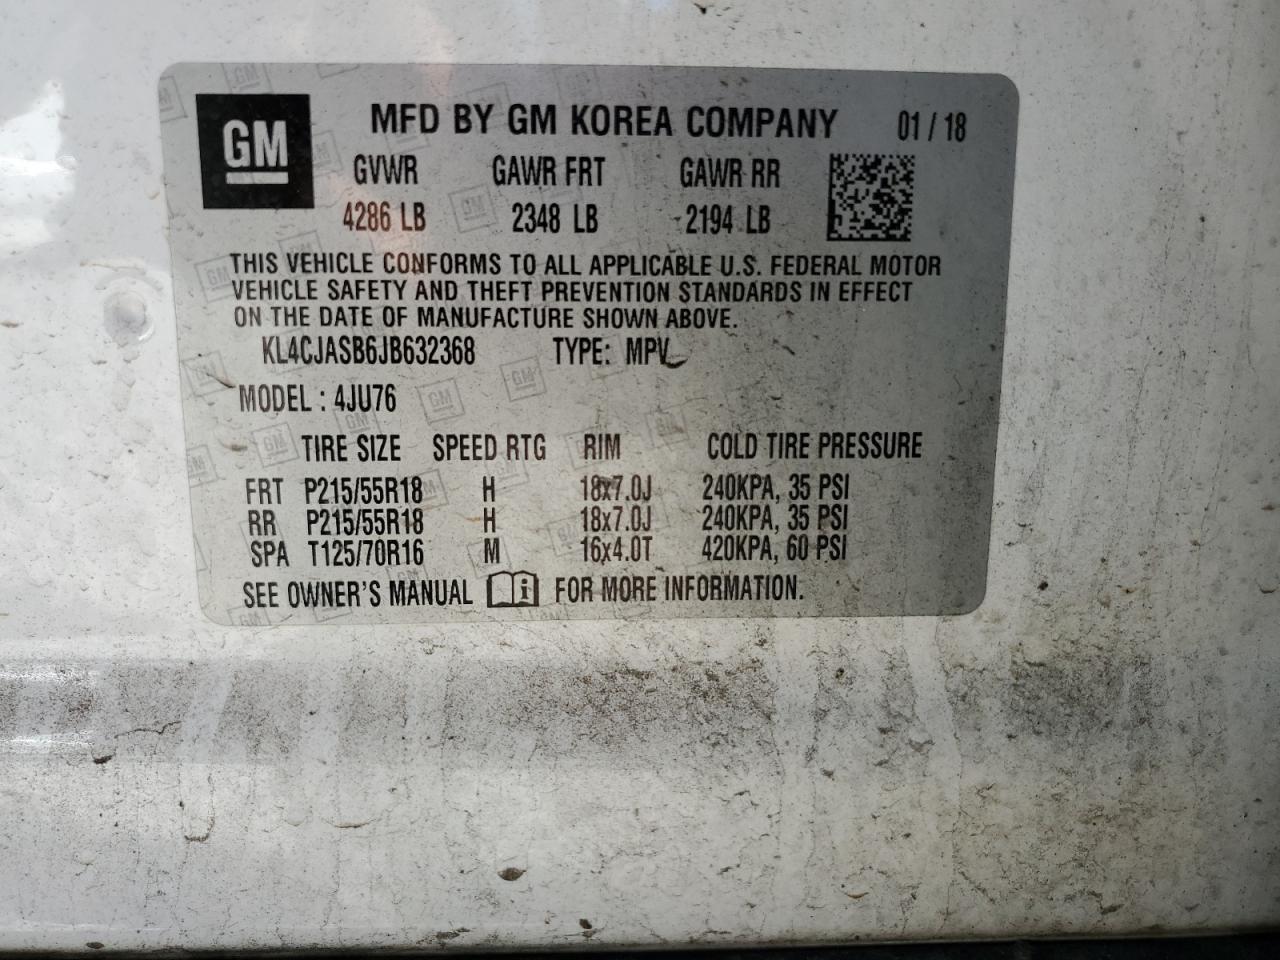 GM
MFD BY GM KOREA COMPANY 01 / 18
GVWR GAWR FRT GAWR RR
4286 LB 2348 LB 2194 LB
THIS VEHICLE CONFORMS TO ALL APPLICABLE U.S. FEDERAL MOTOR
VEHICLE SAFETY AND THEFT PREVENTION STANDARDS IN EFFECT
ON THE DATE OF MANUFACTURE SHOWN ABOVE.
KL4CJASB6JB632368 TYPE: MPV
MODEL : 4JU76
TIRE SIZE SPEED RTG RIM COLD TIRE PRESSURE
FRT P215/55R18 H 18x7.0J 240KPA, 35 PSI
RR P215/55R18 H 18x7.0J 240KPA, 35 PSI
SPA T125/70R16 M 16x4.0T 420KPA, 60 PSI
SEE OWNER'S MANUAL i FOR MORE INFORMATION.